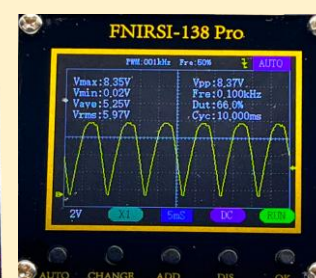 FNIRSI-138 Pro
PWM:001kHz Fre:50% AUTO
Vmax:8,35V Vpp:8,37V
Vmin:0,02V Fre:0,100kHz
Vave:5,25V Dut:66,0%
Vrms:5,97V Cyc:10,000ms
2V X1 5mS DC RUN
AUTO CHANGE ADD DIS OK